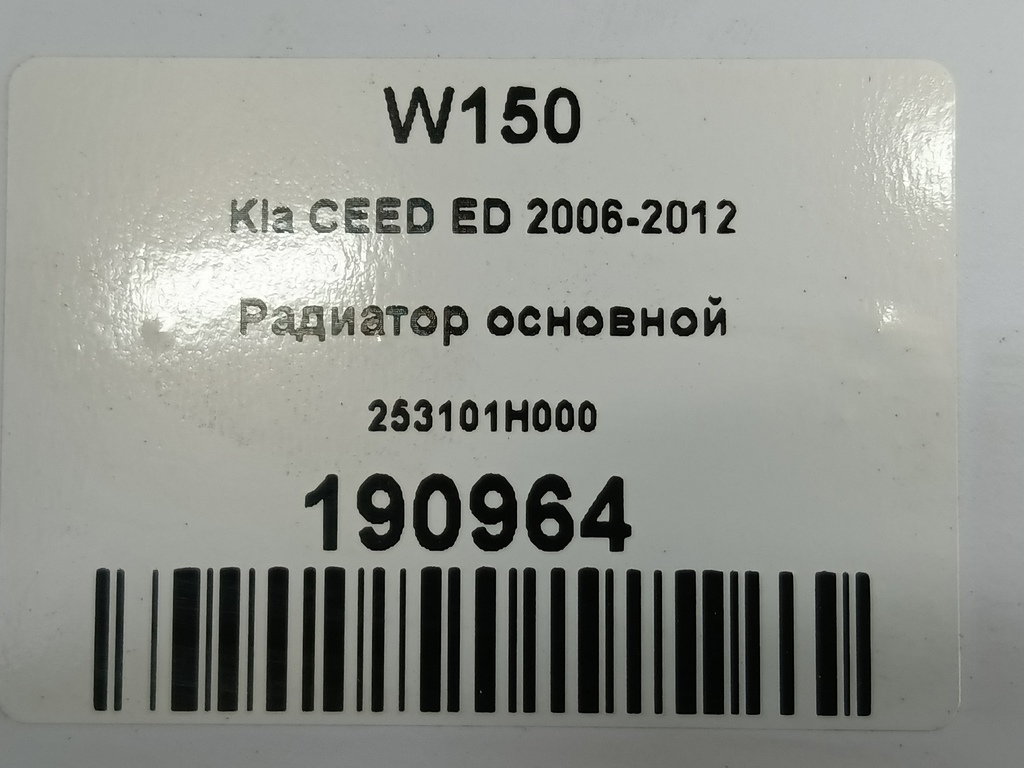 W150
Kia CEED ED 2006-2012
Радиатор основной
253101H000
190964